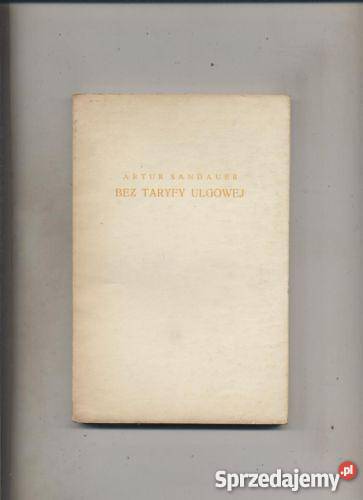 ARTUR SANDAUER
BEZ TARYFY ULGOWEJ
Sprzedajemy.pl